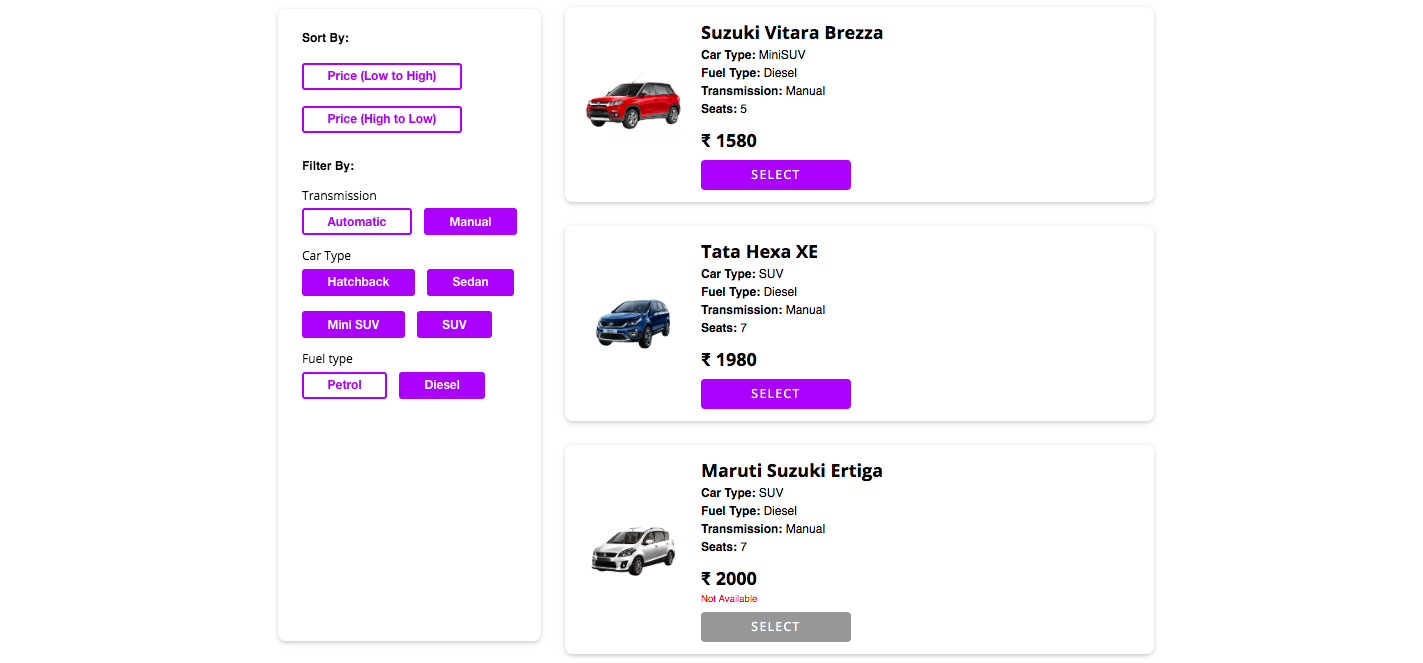 Sort By:
Price (Low to High)
Price (High to Low)
Filter By:
Transmission
Automatic Manual
Car Type
Hatchback Sedan
Mini SUV SUV
Fuel type
Petrol Diesel
Suzuki Vitara Brezza
Car Type: MiniSUV
Fuel Type: Diesel
Transmission: Manual
Seats: 5
₹ 1580
SELECT
Tata Hexa XE
Car Type: SUV
Fuel Type: Diesel
Transmission: Manual
Seats: 7
₹ 1980
SELECT
Maruti Suzuki Ertiga
Car Type: SUV
Fuel Type: Diesel
Transmission: Manual
Seats: 7
₹ 2000
Not Available
SELECT